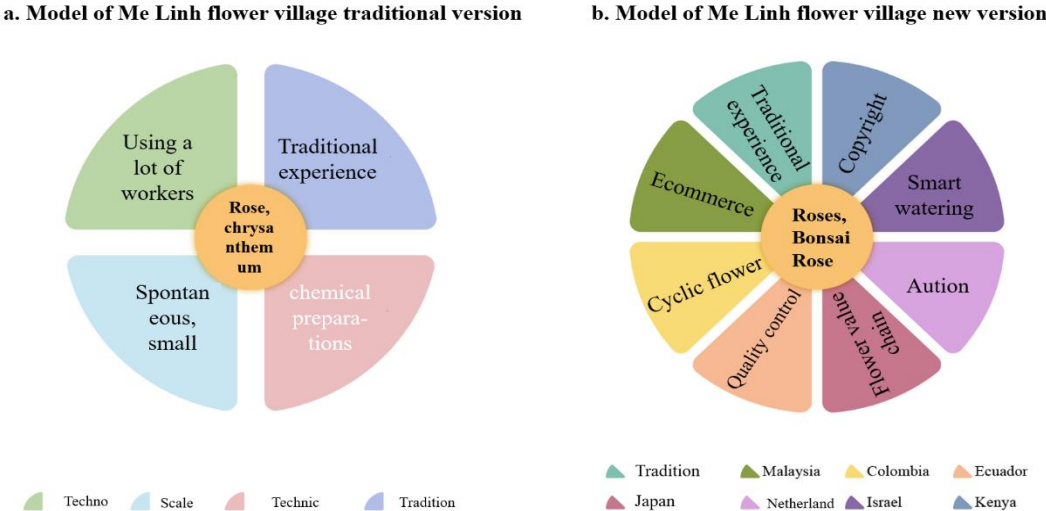 a. Model of Me Linh flower village traditional version
Using a
lot of
workers
Traditional
experience
Rose,
chrysa
nthem
um
Spontan
eous,
small
chemical
prepara-
tions
Techno
Scale
Technic
Tradition
b. Model of Me Linh flower village new version
Traditional
experience
Copyright
Ecommerce
Smart
watering
Roses,
Bonsai
Rose
Cyclic flower
Aution
Quality control
Flower value
chain
Tradition
Malaysia
Colombia
Ecuador
Japan
Netherland
Israel
Kenya